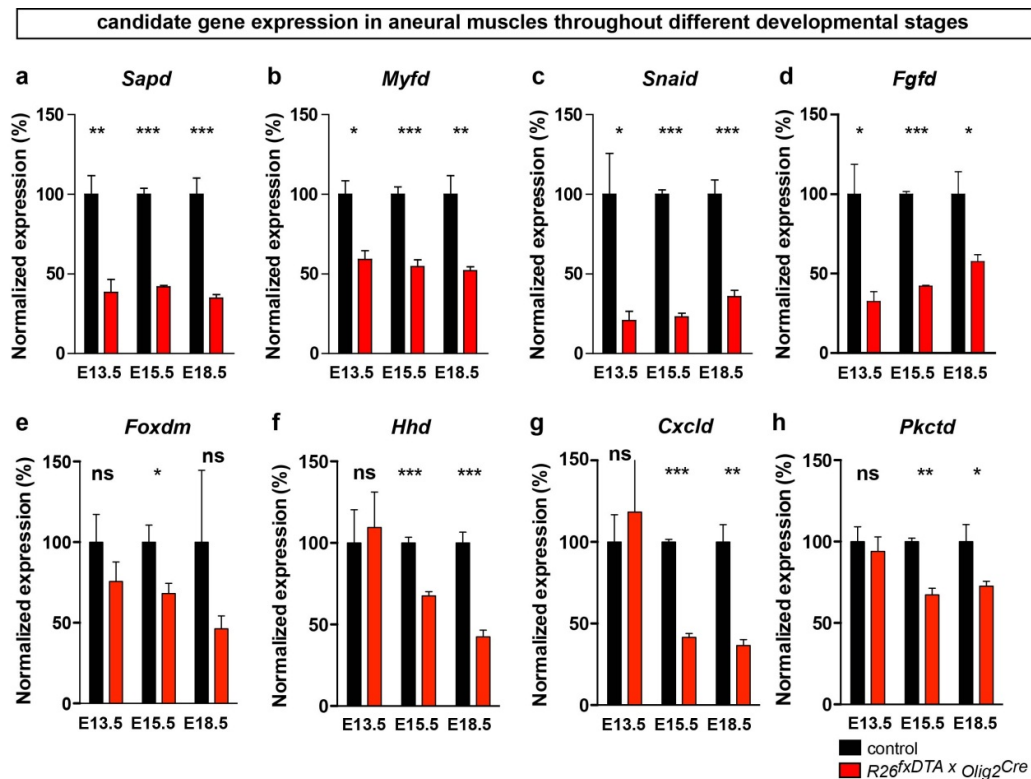 candidate gene expression in aneural muscles throughout different developmental stages
a Sapd
Normalized expression (%)
150
100
50
0
** *** ***
E13.5 E15.5 E18.5
b Myfd
Normalized expression (%)
150
100
50
0
* *** **
E13.5 E15.5 E18.5
c Snaid
Normalized expression (%)
150
100
50
0
* *** ***
E13.5 E15.5 E18.5
d Fgfd
Normalized expression (%)
150
100
50
0
* *** *
E13.5 E15.5 E18.5
e Foxdm
Normalized expression (%)
150
100
50
0
ns * ns
E13.5 E15.5 E18.5
f Hhd
Normalized expression (%)
150
100
50
0
ns *** ***
E13.5 E15.5 E18.5
g Cxcld
Normalized expression (%)
150
100
50
0
ns *** **
E13.5 E15.5 E18.5
h Pkctd
Normalized expression (%)
150
100
50
0
ns ** *
E13.5 E15.5 E18.5
control
R26fxDTA x Olig2Cre